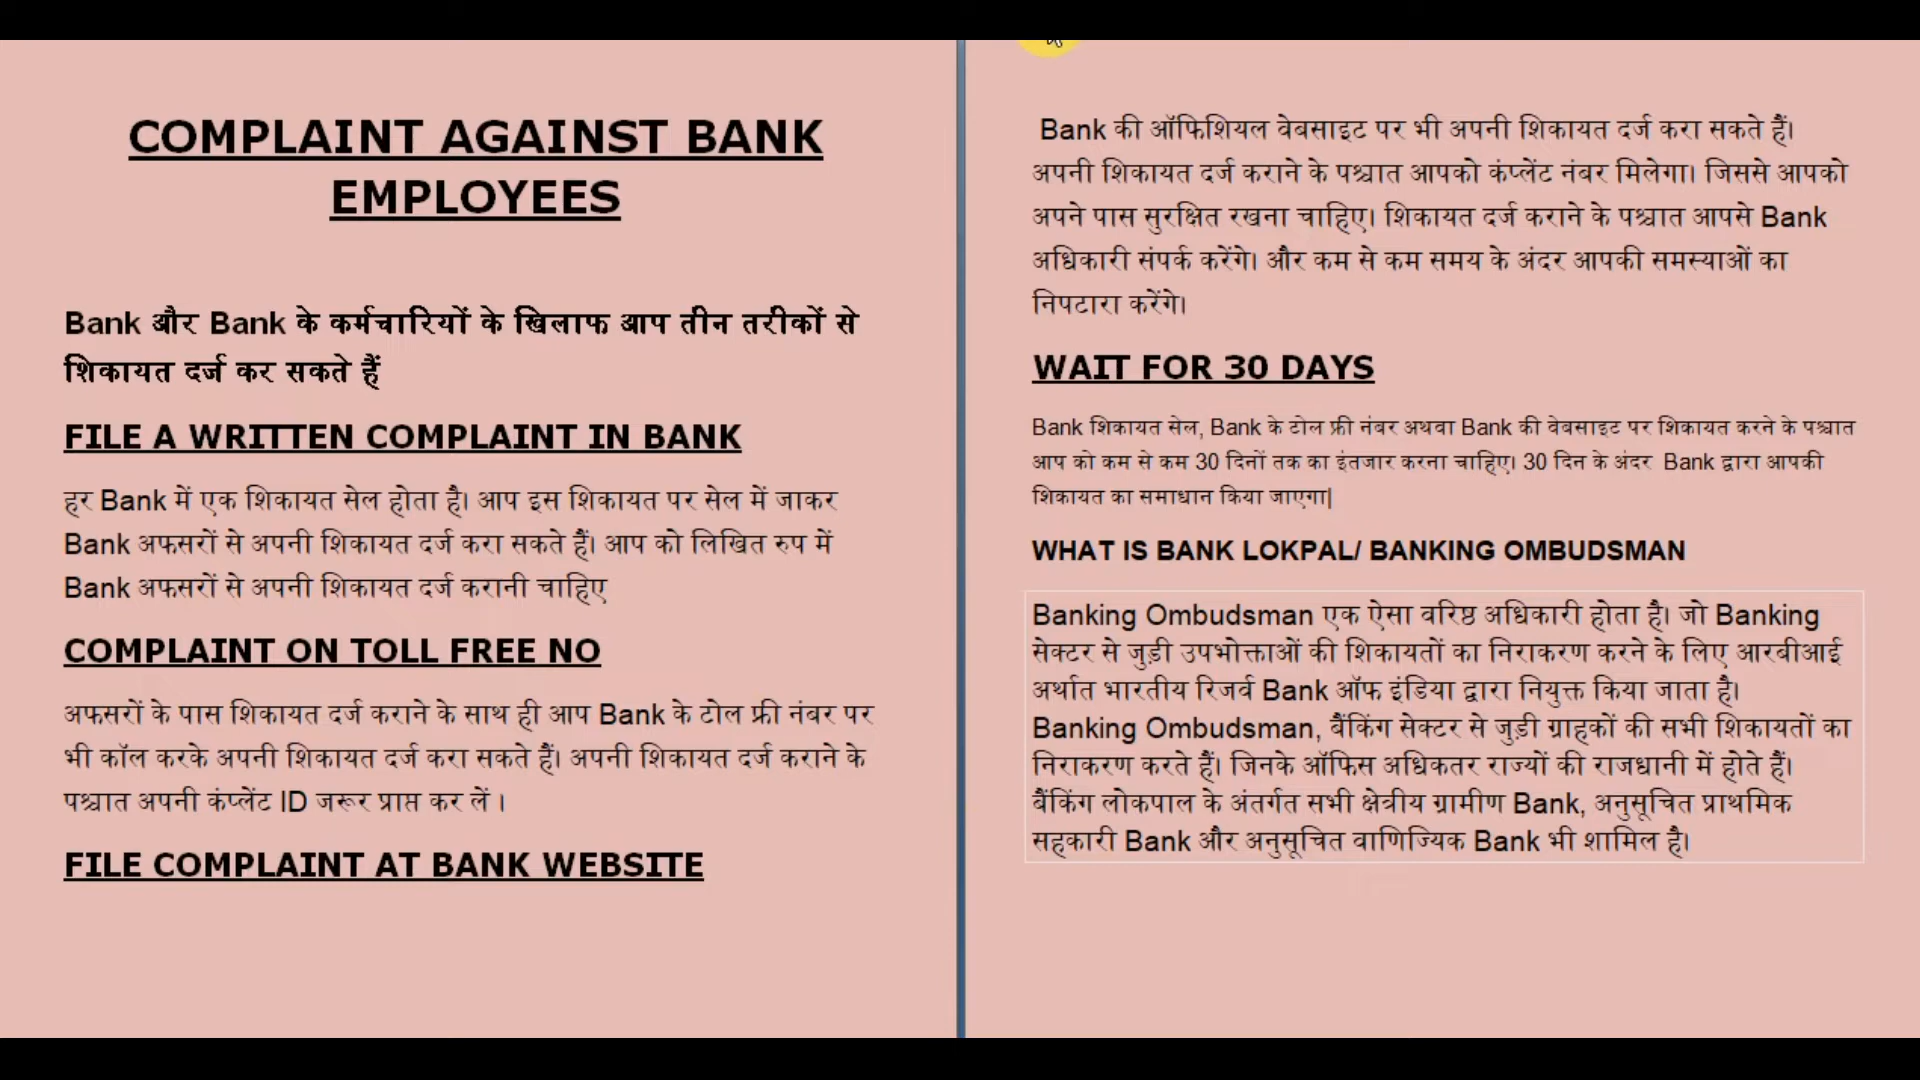 COMPLAINT AGAINST BANK
EMPLOYEES
Bank और Bank के कर्मचारियों के खिलाफ आप तीन तरीकों से
शिकायत दर्ज कर सकते हैं
FILE A WRITTEN COMPLAINT IN BANK
हर Bank में एक शिकायत सेल होता है। आप इस शिकायत पर सेल में जाकर
Bank अफसरों से अपनी शिकायत दर्ज करा सकते हैं। आप को लिखित रुप में
Bank अफसरों से अपनी शिकायत दर्ज करानी चाहिए
COMPLAINT ON TOLL FREE NO
अफसरों के पास शिकायत दर्ज कराने के साथ ही आप Bank के टोल फ्री नंबर पर
भी कॉल करके अपनी शिकायत दर्ज करा सकते हैं। अपनी शिकायत दर्ज कराने के
पश्चात अपनी कंप्लेंट ID जरूर प्राप्त कर लें ।
FILE COMPLAINT AT BANK WEBSITE
Bank की ऑफिशियल वेबसाइट पर भी अपनी शिकायत दर्ज करा सकते हैं।
अपनी शिकायत दर्ज कराने के पश्चात आपको कंप्लेंट नंबर मिलेगा। जिससे आपको
अपने पास सुरक्षित रखना चाहिए। शिकायत दर्ज कराने के पश्चात आपसे Bank
अधिकारी संपर्क करेंगे। और कम से कम समय के अंदर आपकी समस्याओं का
निपटारा करेंगे।
WAIT FOR 30 DAYS
Bank शिकायत सेल, Bank के टोल फ्री नंबर अथवा Bank की वेबसाइट पर शिकायत करने के पश्चात
आप को कम से कम 30 दिनों तक का इंतजार करना चाहिए। 30 दिन के अंदर Bank द्वारा आपकी
शिकायत का समाधान किया जाएगा|
WHAT IS BANK LOKPAL/ BANKING OMBUDSMAN
Banking Ombudsman एक ऐसा वरिष्ठ अधिकारी होता है। जो Banking
सेक्टर से जुड़ी उपभोक्ताओं की शिकायतों का निराकरण करने के लिए आरबीआई
अर्थात भारतीय रिजर्व Bank ऑफ इंडिया द्वारा नियुक्त किया जाता है।
Banking Ombudsman, बैंकिंग सेक्टर से जुड़ी ग्राहकों की सभी शिकायतों का
निराकरण करते हैं। जिनके ऑफिस अधिकतर राज्यों की राजधानी में होते हैं।
बैंकिंग लोकपाल के अंतर्गत सभी क्षेत्रीय ग्रामीण Bank, अनुसूचित प्राथमिक
सहकारी Bank और अनुसूचित वाणिज्यिक Bank भी शामिल है।